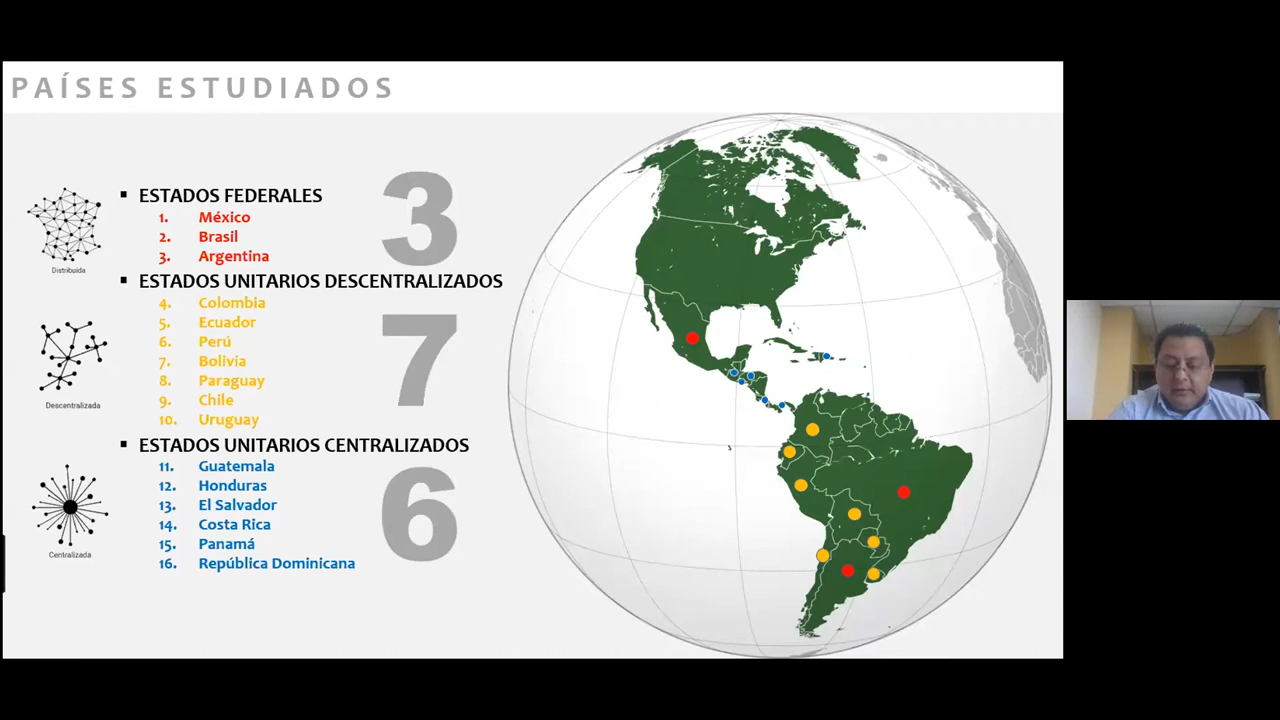 PAÍSES ESTUDIADOS
▪ ESTADOS FEDERALES
1. México
2. Brasil
3. Argentina
3
Distribuída
▪ ESTADOS UNITARIOS DESCENTRALIZADOS
4. Colombia
5. Ecuador
6. Perú
7. Bolivia
8. Paraguay
9. Chile
10. Uruguay
7
Descentralizada
▪ ESTADOS UNITARIOS CENTRALIZADOS
11. Guatemala
12. Honduras
13. El Salvador
14. Costa Rica
15. Panamá
16. República Dominicana
6
Centralizada